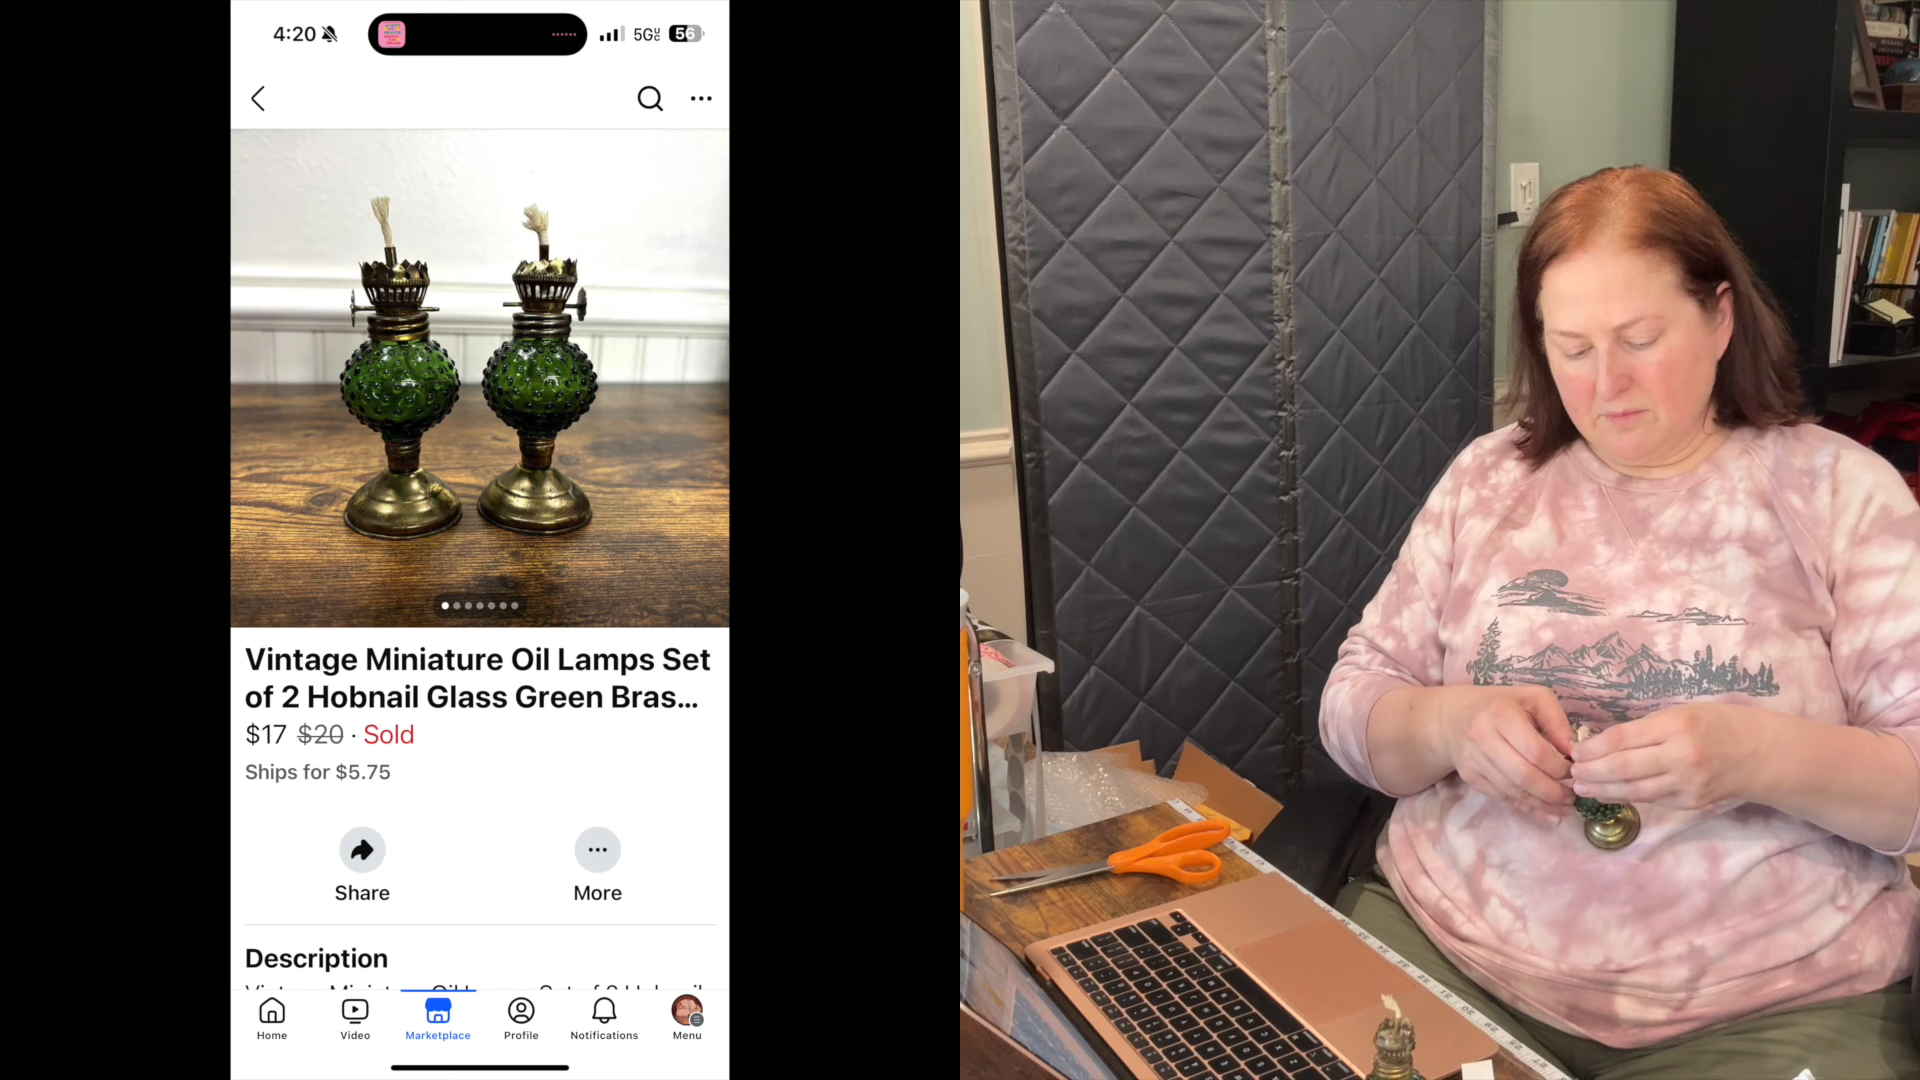 4:20
5G UC
56
Vintage Miniature Oil Lamps Set
of 2 Hobnail Glass Green Bras...
$17 $20 · Sold
Ships for $5.75
Share
More
Description
Home
Video
Marketplace
Profile
Notifications
Menu